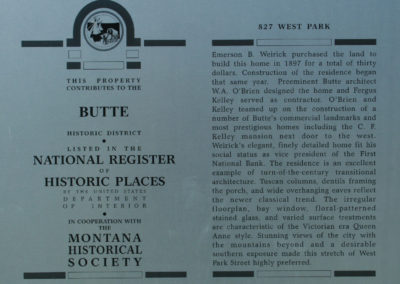 THIS PROPERTY
CONTRIBUTES TO THE
BUTTE
HISTORIC DISTRICT
LISTED IN THE
NATIONAL REGISTER
OF
HISTORIC PLACES
BY THE UNITED STATES
DEPARTMENT
OF INTERIOR
IN COOPERATION WITH
THE
MONTANA
HISTORICAL
SOCIETY
827 WEST PARK
Emerson B. Weirick purchased the land to
build this home in 1897 for a total of thirty
dollars. Construction of the residence began
that same year. Preeminent Butte architect
W.A. O'Brien designed the home and Fergus
Kelley served as contractor. O'Brien and
Kelley teamed up on the construction of a
number of Butte's commercial landmarks and
most prestigious homes including the C. F.
Kelley mansion next door to the west.
Weirick's elegant, finely detailed home fit his
social status as vice president of the First
National Bank. The residence is an excellent
example of turn-of-the-century transitional
architecture. Tuscan columns, dentils framing
the porch, and wide overhanging eaves reflect
the newer classical trend. The irregular
floorplan, bay window, floral-patterned
stained glass, and varied surface treatments
are characteristic of the Victorian era Queen
Anne style. Stunning views of the city with
the mountains beyond and a desirable
southern exposure made this stretch of West
Park Street highly preferred.